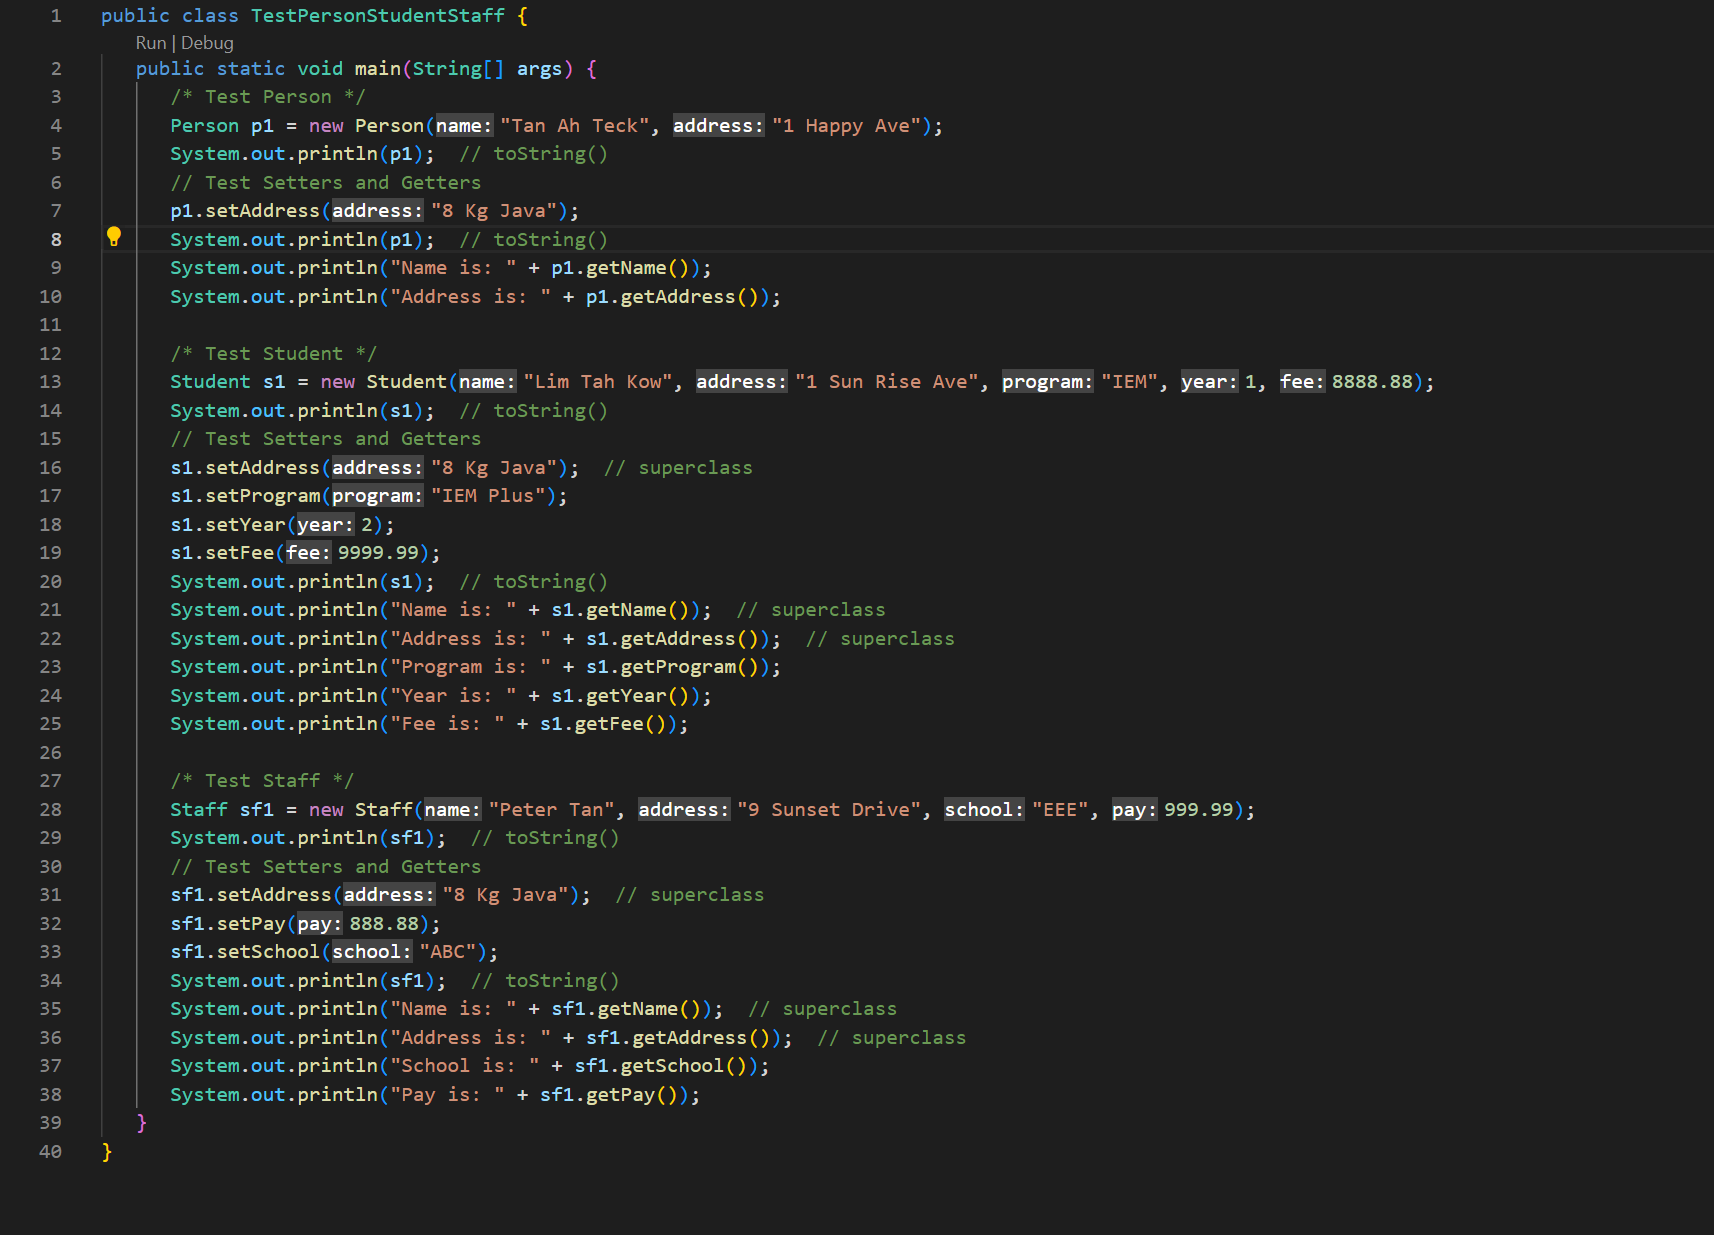 1 public class TestPersonStudentStaff {
Run | Debug
2 public static void main(String[] args) {
3 /* Test Person */
4 Person p1 = new Person(name: "Tan Ah Teck", address: "1 Happy Ave");
5 System.out.println(p1);  // toString()
6 // Test Setters and Getters
7 p1.setAddress(address: "8 Kg Java");
8 System.out.println(p1);  // toString()
9 System.out.println("Name is: " + p1.getName());
10 System.out.println("Address is: " + p1.getAddress());
11
12 /* Test Student */
13 Student s1 = new Student(name: "Lim Tah Kow", address: "1 Sun Rise Ave", program: "IEM", year: 1, fee: 8888.88);
14 System.out.println(s1);  // toString()
15 // Test Setters and Getters
16 s1.setAddress(address: "8 Kg Java");  // superclass
17 s1.setProgram(program: "IEM Plus");
18 s1.setYear(year: 2);
19 s1.setFee(fee: 9999.99);
20 System.out.println(s1);  // toString()
21 System.out.println("Name is: " + s1.getName());  // superclass
22 System.out.println("Address is: " + s1.getAddress());  // superclass
23 System.out.println("Program is: " + s1.getProgram());
24 System.out.println("Year is: " + s1.getYear());
25 System.out.println("Fee is: " + s1.getFee());
26
27 /* Test Staff */
28 Staff sf1 = new Staff(name: "Peter Tan", address: "9 Sunset Drive", school: "EEE", pay: 999.99);
29 System.out.println(sf1);  // toString()
30 // Test Setters and Getters
31 sf1.setAddress(address: "8 Kg Java");  // superclass
32 sf1.setPay(pay: 888.88);
33 sf1.setSchool(school: "ABC");
34 System.out.println(sf1);  // toString()
35 System.out.println("Name is: " + sf1.getName());  // superclass
36 System.out.println("Address is: " + sf1.getAddress());  // superclass
37 System.out.println("School is: " + sf1.getSchool());
38 System.out.println("Pay is: " + sf1.getPay());
39 }
40 }